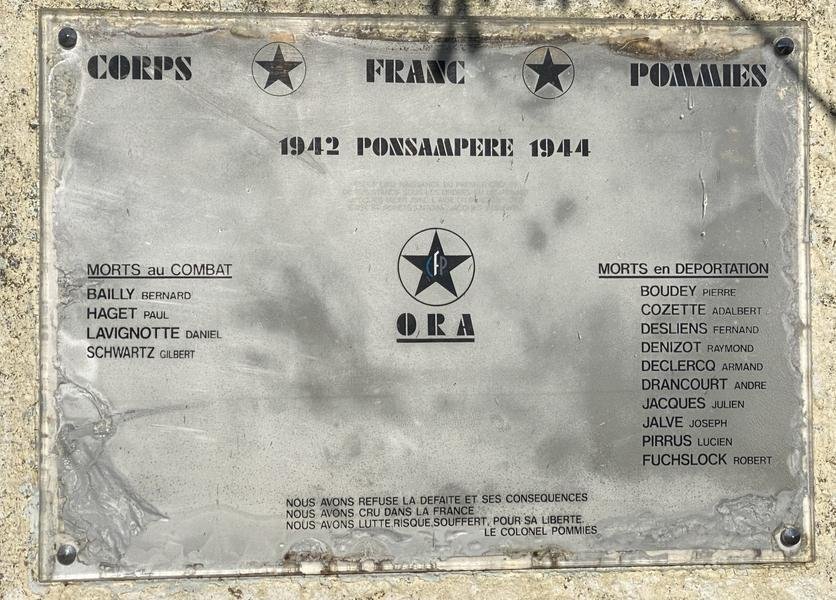 CORPS FRANC POMMIES
1942 PONSAMPERE 1944
CFP
ORA
MORTS au COMBAT
BAILLY BERNARD
HAGET PAUL
LAVIGNOTTE DANIEL
SCHWARTZ GILBERT
MORTS en DEPORTATION
BOUDEY PIERRE
COZETTE ADALBERT
DESLIENS FERNAND
DENIZOT RAYMOND
DECLERCQ ARMAND
DRANCOURT ANDRE
JACQUES JULIEN
JALVE JOSEPH
PIRRUS LUCIEN
FUCHSLOCK ROBERT
NOUS AVONS REFUSE LA DEFAITE ET SES CONSEQUENCES
NOUS AVONS CRU DANS LA FRANCE
NOUS AVONS LUTTE,RISQUE,SOUFFERT, POUR SA LIBERTE.
LE COLONEL POMMIES